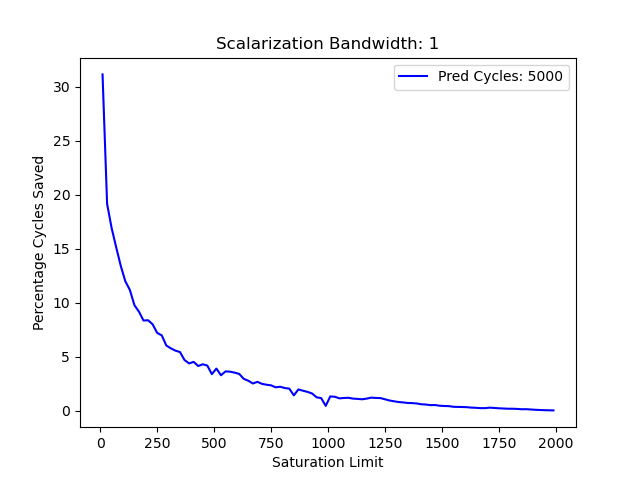 Scalarization Bandwidth: 1
Pred Cycles: 5000
30
25
20
15
10
5
0
Percentage Cycles Saved
0 250 500 750 1000 1250 1500 1750 2000
Saturation Limit